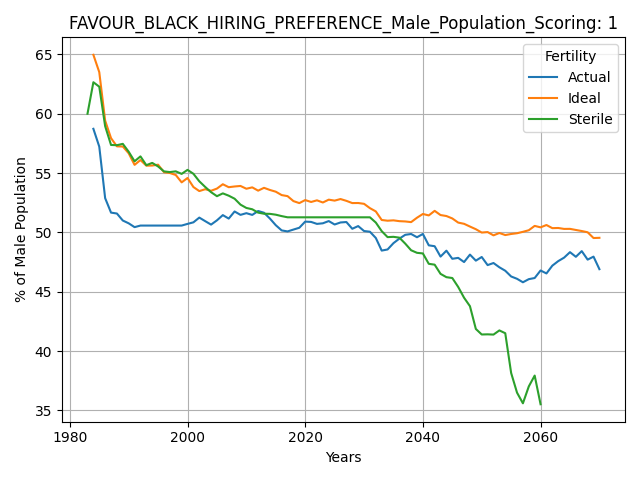 FAVOUR_BLACK_HIRING_PREFERENCE_Male_Population_Scoring: 1
Fertility
Actual
Ideal
Sterile
% of Male Population
65
60
55
50
45
40
35
1980
2000
2020
2040
2060
Years